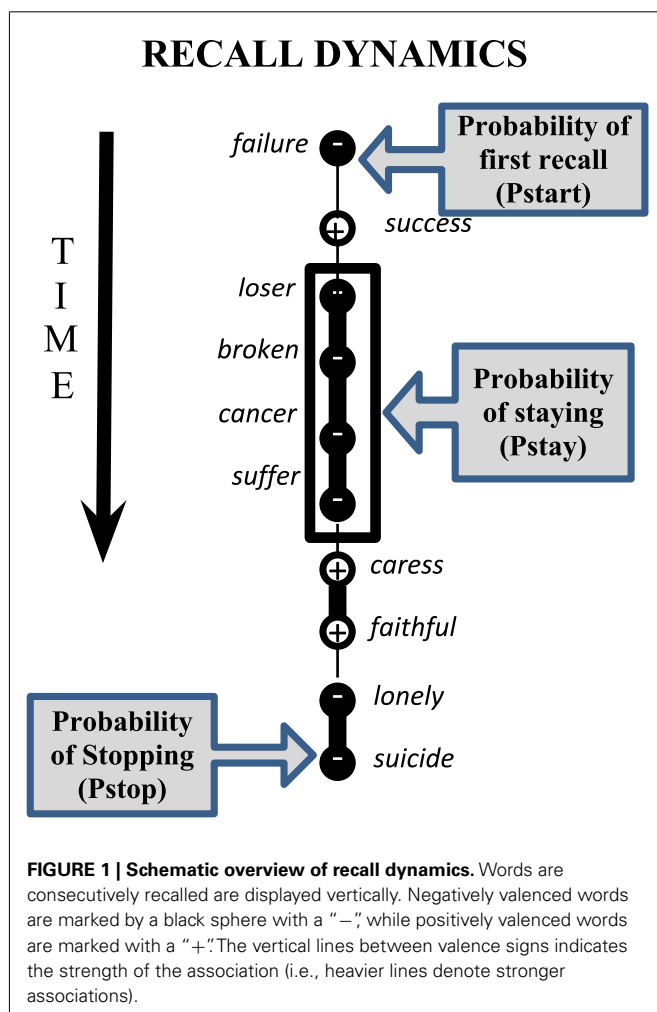 RECALL DYNAMICS
failure
-
Probability of
first recall
(Pstart)
+
success
T
I
M
E
loser
-
broken
-
cancer
-
suffer
-
Probability
of staying
(Pstay)
+
caress
+
faithful
-
lonely
-
suicide
Probability
of Stopping
(Pstop)
FIGURE 1 | Schematic overview of recall dynamics. Words are
consecutively recalled are displayed vertically. Negatively valenced words
are marked by a black sphere with a “−”, while positively valenced words
are marked with a “+”. The vertical lines between valence signs indicates
the strength of the association (i.e., heavier lines denote stronger
associations).